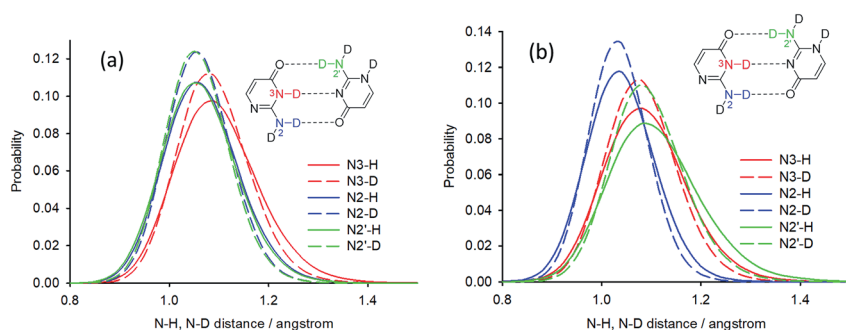 (a)
0.12
0.10
0.08
0.06
0.04
0.02
0.00
Probability
0.8 1.0 1.2 1.4
N-H, N-D distance / angstrom
N3-H
N3-D
N2-H
N2-D
N2'-H
N2'-D
O
D
D-N
2'
D
N
3
N-D
N
N
N
N-D
2
D
O
(b)
0.14
0.12
0.10
0.08
0.06
0.04
0.02
0.00
Probability
0.8 1.0 1.2 1.4
N-H, N-D distance / angstrom
N3-H
N3-D
N2-H
N2-D
N2'-H
N2'-D
O
D
D-N
2'
D
N
3
N-D
N
N
N
N-D
2
D
O